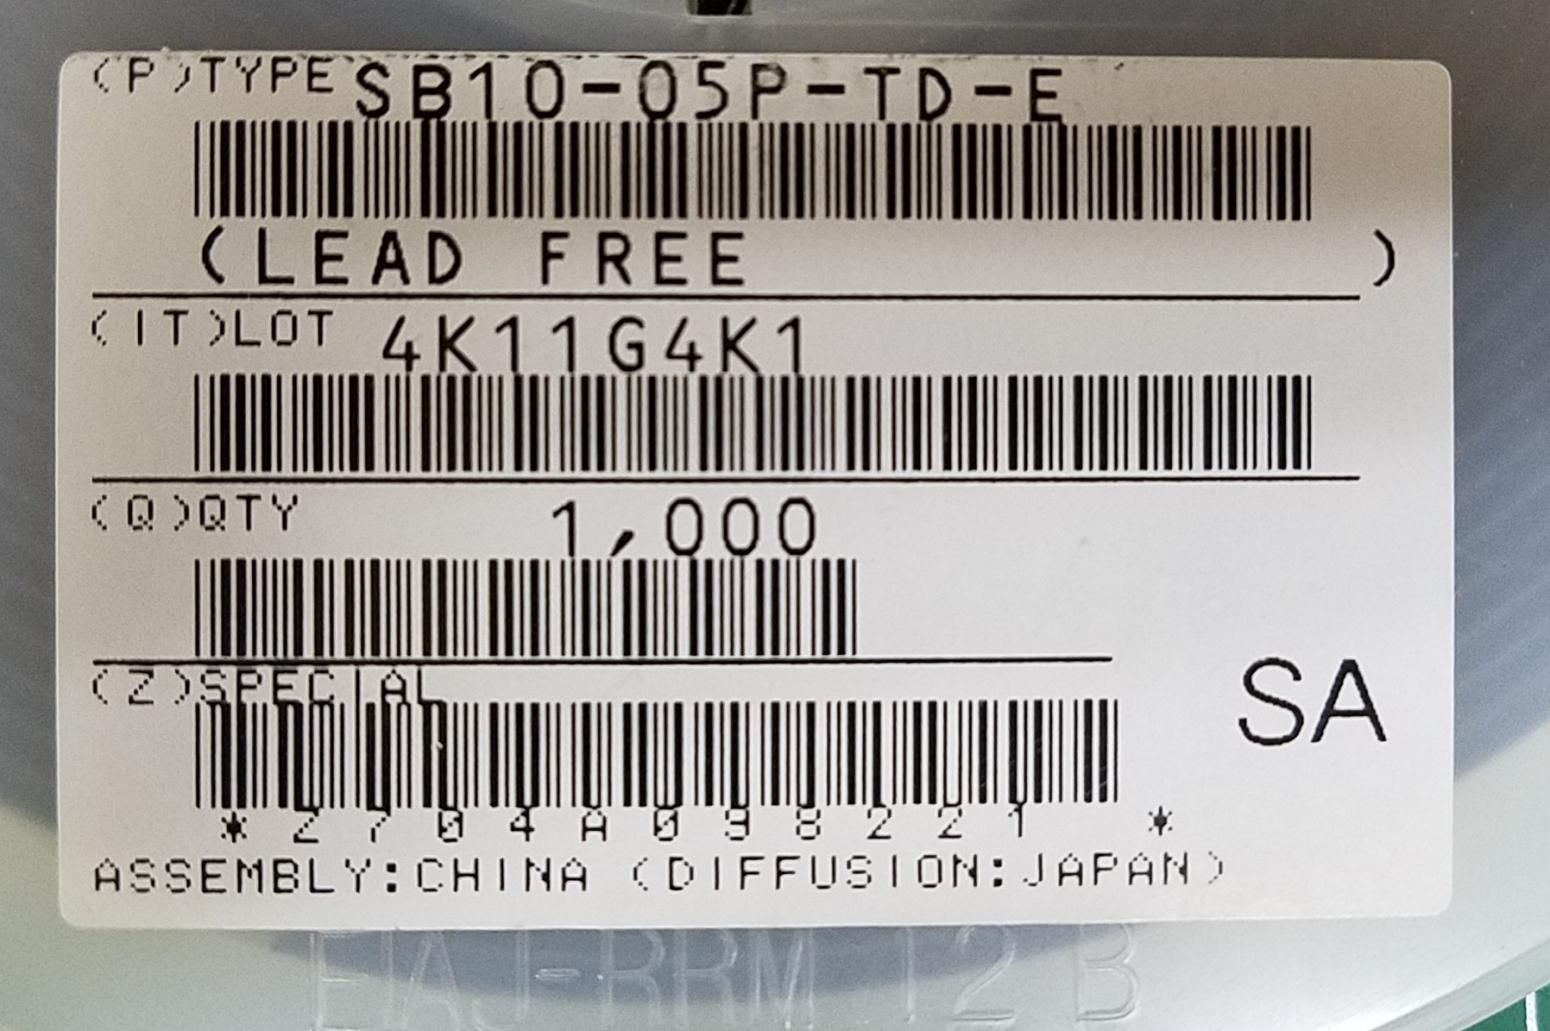 (P)TYPE SB10-05P-TD-E
(LEAD FREE )
(IT)LOT 4K11G4K1
(Q)QTY 1,000
(Z)SPECIAL
SA
*Z704A098221 *
ASSEMBLY:CHINA (DIFFUSION:JAPAN)
EIAJ-RRM 12 B